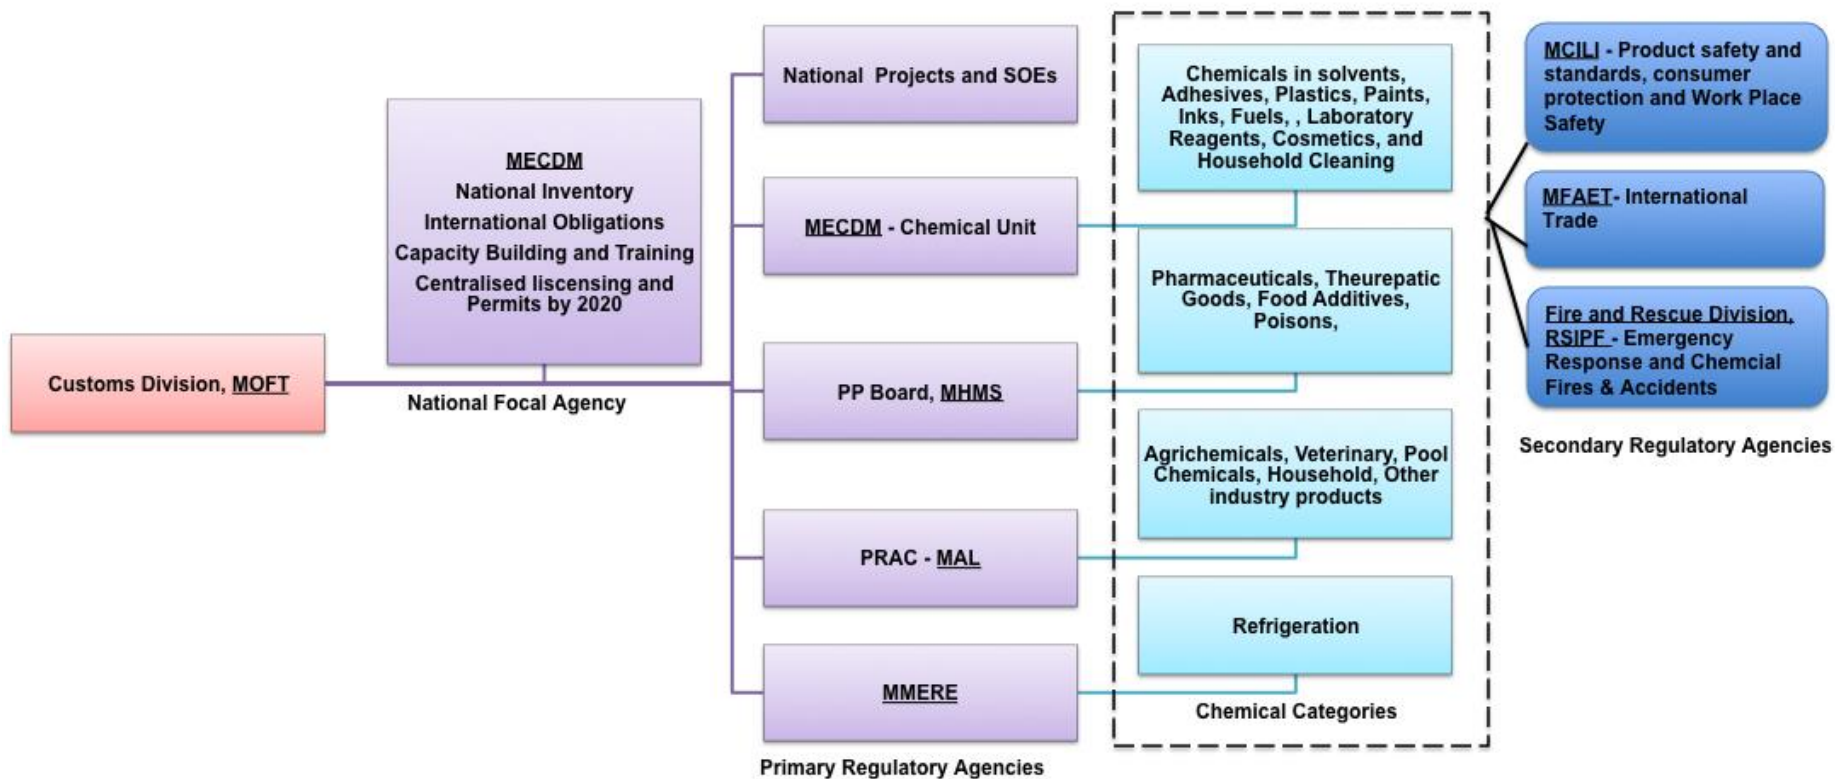 Customs Division, MOFT
MECDM
National Inventory
International Obligations
Capacity Building and Training
Centralised liscensing and
Permits by 2020
National Focal Agency
National Projects and SOEs
MECDM - Chemical Unit
PP Board, MHMS
PRAC - MAL
MMERE
Primary Regulatory Agencies
Chemicals in solvents,
Adhesives, Plastics, Paints,
Inks, Fuels, , Laboratory
Reagents, Cosmetics, and
Household Cleaning
Pharmaceuticals, Theurepatic
Goods, Food Additives,
Poisons,
Agrichemicals, Veterinary, Pool
Chemicals, Household, Other
industry products
Refrigeration
Chemical Categories
MCILI - Product safety and
standards, consumer
protection and Work Place
Safety
MFAET- International
Trade
Fire and Rescue Division,
RSIPF - Emergency
Response and Chemcial
Fires & Accidents
Secondary Regulatory Agencies